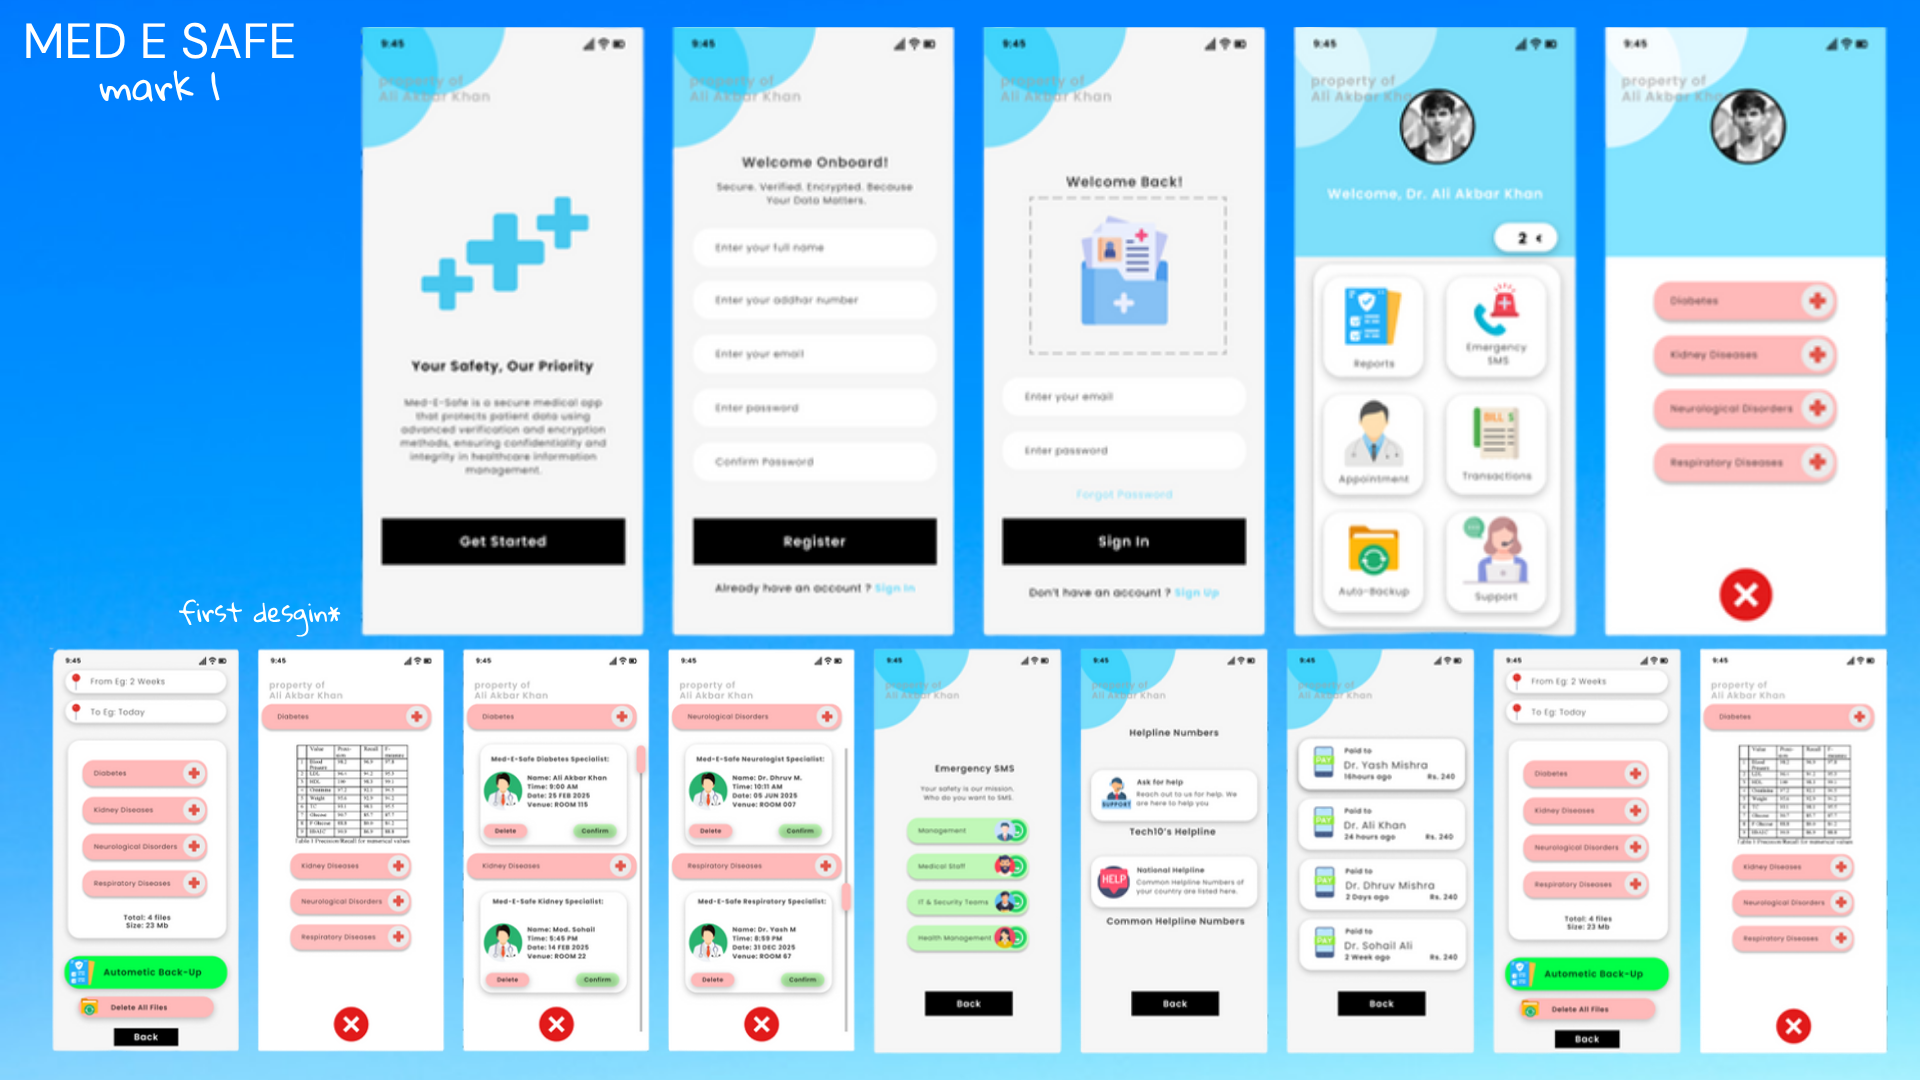 MED E SAFE
mark 1
9:45
property of
Ali Akbar Khan
Your Safety, Our Priority
Med-E-Safe is a secure medical app
that protects patient data using
advanced verification and encryption
methods, ensuring confidentiality and
integrity in healthcare information
management.
Get Started
9:45
property of
Ali Akbar Khan
Welcome Onboard!
Secure. Verified. Encrypted. Because
Your Data Matters.
Enter your full name
Enter your addhar number
Enter your email
Enter password
Confirm Password
Register
Already have an account ? Sign In
9:45
property of
Ali Akbar Khan
Welcome Back!
Enter your email
Enter password
Forgot Password
Sign In
Don't have an account ? Sign Up
9:45
property of
Ali Akbar Khan
Welcome, Dr. Ali Akbar Khan
2 <
Reports
Emergency
SMS
Appointment
BILL $
Transactions
Auto-Backup
Support
9:45
property of
Ali Akbar Khan
Diabetes
Kidney Diseases
Neurological Disorders
Respiratory Diseases
first desgin*
9:45
From Eg: 2 Weeks
To Eg: Today
Diabetes
Kidney Diseases
Neurological Disorders
Respiratory Diseases
Total: 4 files
Size: 23 Mb
Autometic Back-Up
Delete All Files
Back
9:45
property of
Ali Akbar Khan
Diabetes
Kidney Diseases
Neurological Disorders
Respiratory Diseases
9:45
property of
Ali Akbar Khan
Diabetes
Med-E-Safe Diabetes Specialist:
Name: Ali Akbar Khan
Time: 9:00 AM
Date: 25 FEB 2025
Venue: ROOM 115
Delete
Confirm
Kidney Diseases
Med-E-Safe Kidney Specialist:
Name: Mod. Sohail
Time: 5:45 PM
Date: 14 FEB 2025
Venue: ROOM 22
Delete
Confirm
9:45
property of
Ali Akbar Khan
Neurological Disorders
Med-E-Safe Neurologist Specialist:
Name: Dr. Dhruv M.
Time: 10:11 AM
Date: 05 JUN 2025
Venue: ROOM 007
Delete
Confirm
Respiratory Diseases
Med-E-Safe Respiratory Specialist:
Name: Dr. Yash M
Time: 8:59 PM
Date: 31 DEC 2025
Venue: ROOM 67
Delete
Confirm
9:45
property of
Ali Akbar Khan
Emergency SMS
Your safety is our mission.
Who do you want to SMS.
Management
Medical Staff
IT & Security Teams
Health Management
Back
9:45
property of
Ali Akbar Khan
Helpline Numbers
SUPPORT
Ask for help
Reach out to us for help. We
are here to help you
Tech10's Helpline
HELP
National Helpline
Common Helpline Numbers of
your country are listed here.
Common Helpline Numbers
Back
9:45
property of
Ali Akbar Khan
PAY
Paid to
Dr. Yash Mishra
16hours ago
Rs. 240
PAY
Paid to
Dr. Ali Khan
24 hours ago
Rs. 240
PAY
Paid to
Dr. Dhruv Mishra
2 Days ago
Rs. 240
PAY
Paid to
Dr. Sohail Ali
2 Week ago
Rs. 240
Back
9:45
From Eg: 2 Weeks
To Eg: Today
Diabetes
Kidney Diseases
Neurological Disorders
Respiratory Diseases
Total: 4 files
Size: 23 Mb
Autometic Back-Up
Delete All Files
Back
9:45
property of
Ali Akbar Khan
Diabetes
Kidney Diseases
Neurological Disorders
Respiratory Diseases